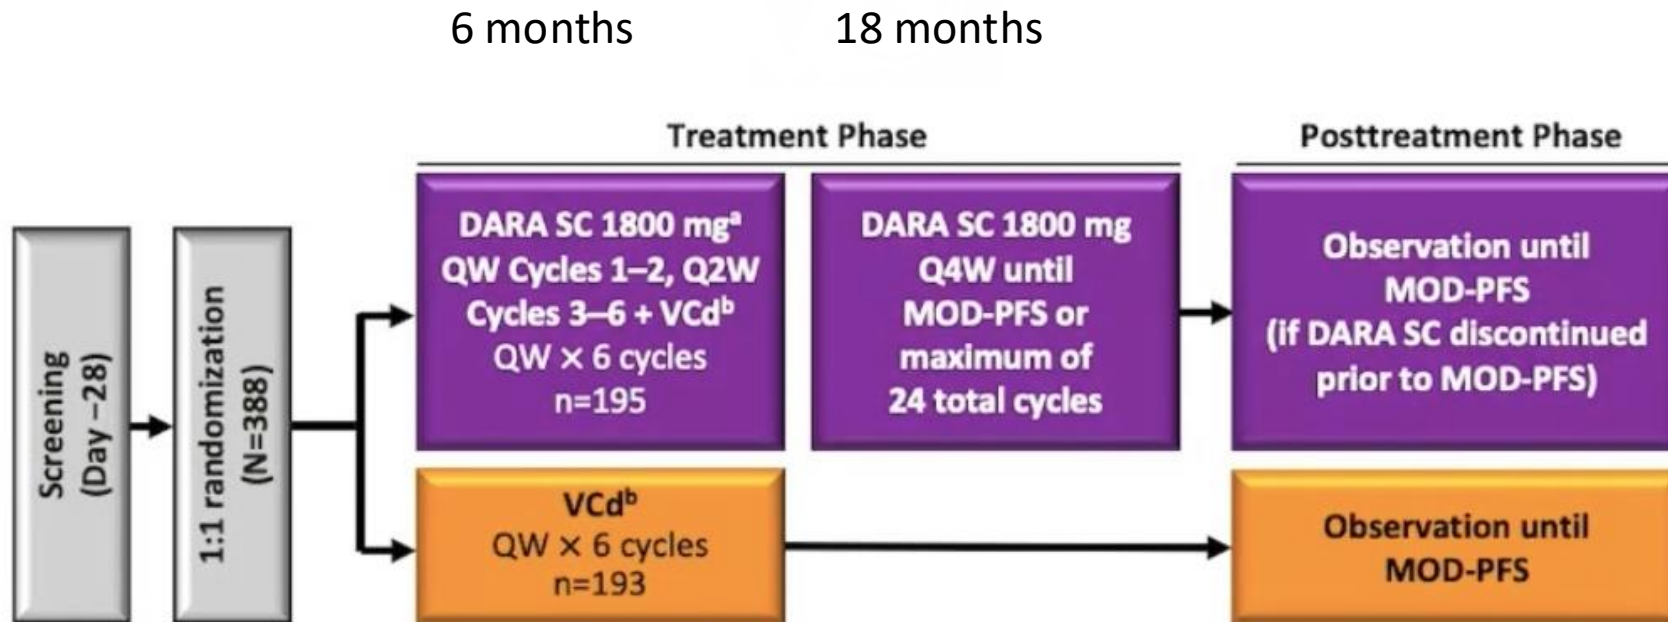 6 months
18 months
Treatment Phase
Posttreatment Phase
Screening
(Day –28)
1:1 randomization
(N=388)
DARA SC 1800 mgᵃ
QW Cycles 1–2, Q2W
Cycles 3–6 + VCdᵇ
QW × 6 cycles
n=195
DARA SC 1800 mg
Q4W until
MOD-PFS or
maximum of
24 total cycles
Observation until
MOD-PFS
(if DARA SC discontinued
prior to MOD-PFS)
VCdᵇ
QW × 6 cycles
n=193
Observation until
MOD-PFS